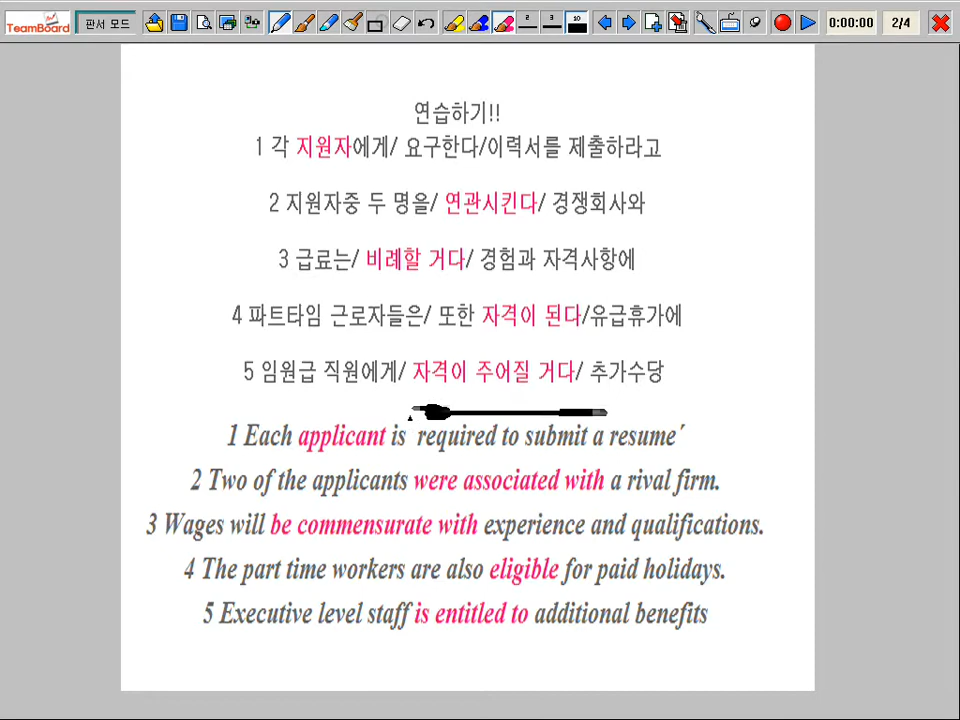 TeamBoard 판서 모드 2 3 10 0:00:00 2/4
연습하기!!
1 각 지원자에게/ 요구한다/이력서를 제출하라고
2 지원자중 두 명을/ 연관시킨다/ 경쟁회사와
3 급료는/ 비례할 거다/ 경험과 자격사항에
4 파트타임 근로자들은/ 또한 자격이 된다/유급휴가에
5 임원급 직원에게/ 자격이 주어질 거다/ 추가수당
1 Each applicant is required to submit a resume´
2 Two of the applicants were associated with a rival firm.
3 Wages will be commensurate with experience and qualifications.
4 The part time workers are also eligible for paid holidays.
5 Executive level staff is entitled to additional benefits